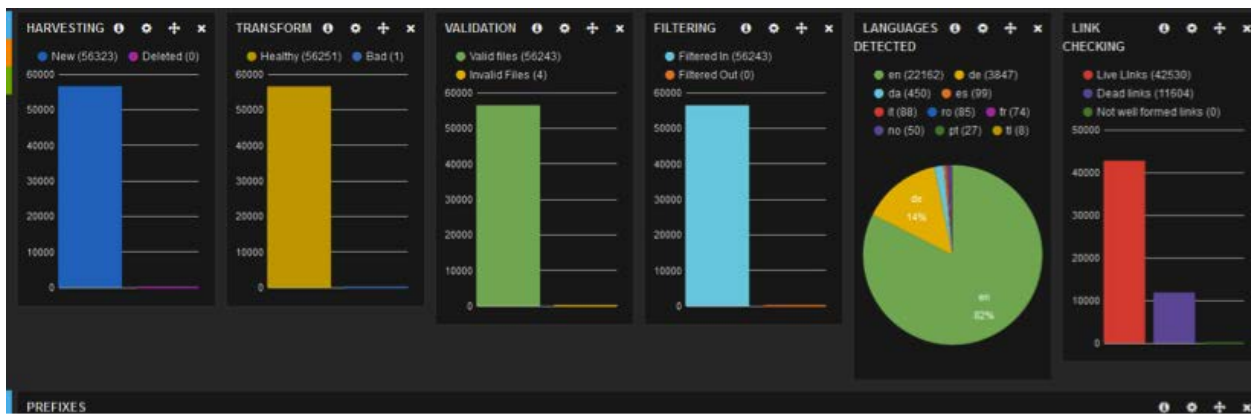 HARVESTING
New (56323) Deleted (0)
60000
50000
40000
30000
20000
10000
0
TRANSFORM
Healthy (56251) Bad (1)
60000
50000
40000
30000
20000
10000
0
VALIDATION
Valid files (56243)
Invalid Files (4)
60000
50000
40000
30000
20000
10000
0
FILTERING
Filtered In (56243)
Filtered Out (0)
60000
50000
40000
30000
20000
10000
0
LANGUAGES
DETECTED
en (22162) de (3847)
da (450) es (99)
it (88) ro (85) fr (74)
no (50) pt (27) tl (8)
de
14%
en
82%
LINK
CHECKING
Live Links (42530)
Dead links (11604)
Not well formed links (0)
50000
40000
30000
20000
10000
0
PREFIXES